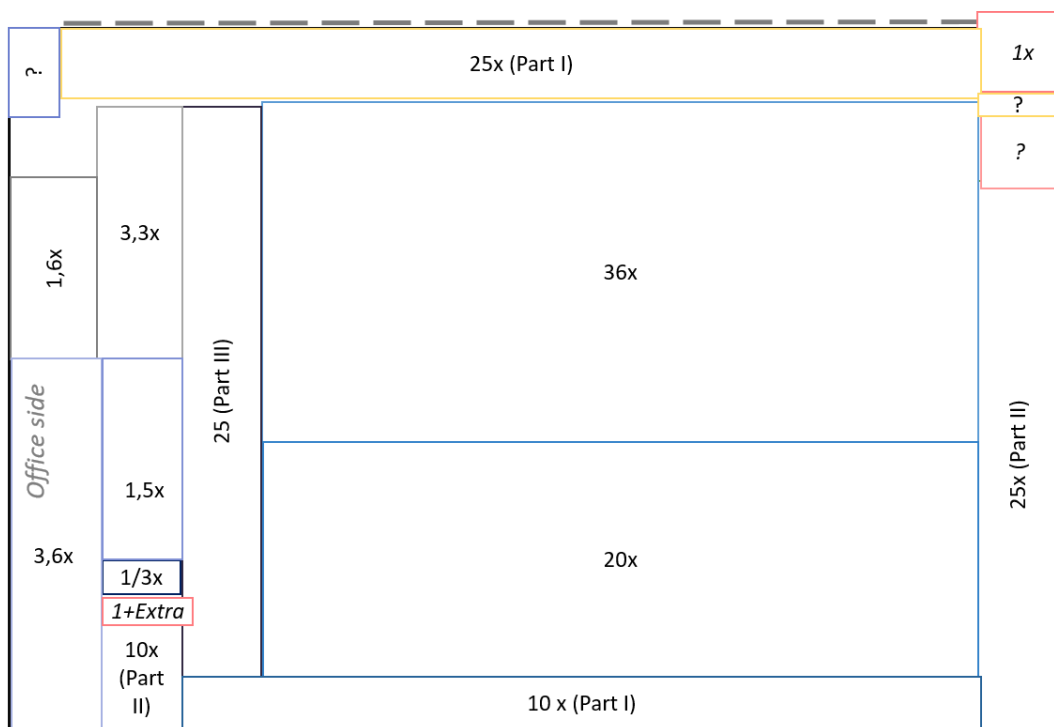 ?
25x (Part I)
1x
?
?
3,3x
1,6x
36x
25 (Part III)
Office side
25x (Part II)
1,5x
3,6x
20x
1/3x
1+Extra
10x
(Part
II)
10 x (Part I)